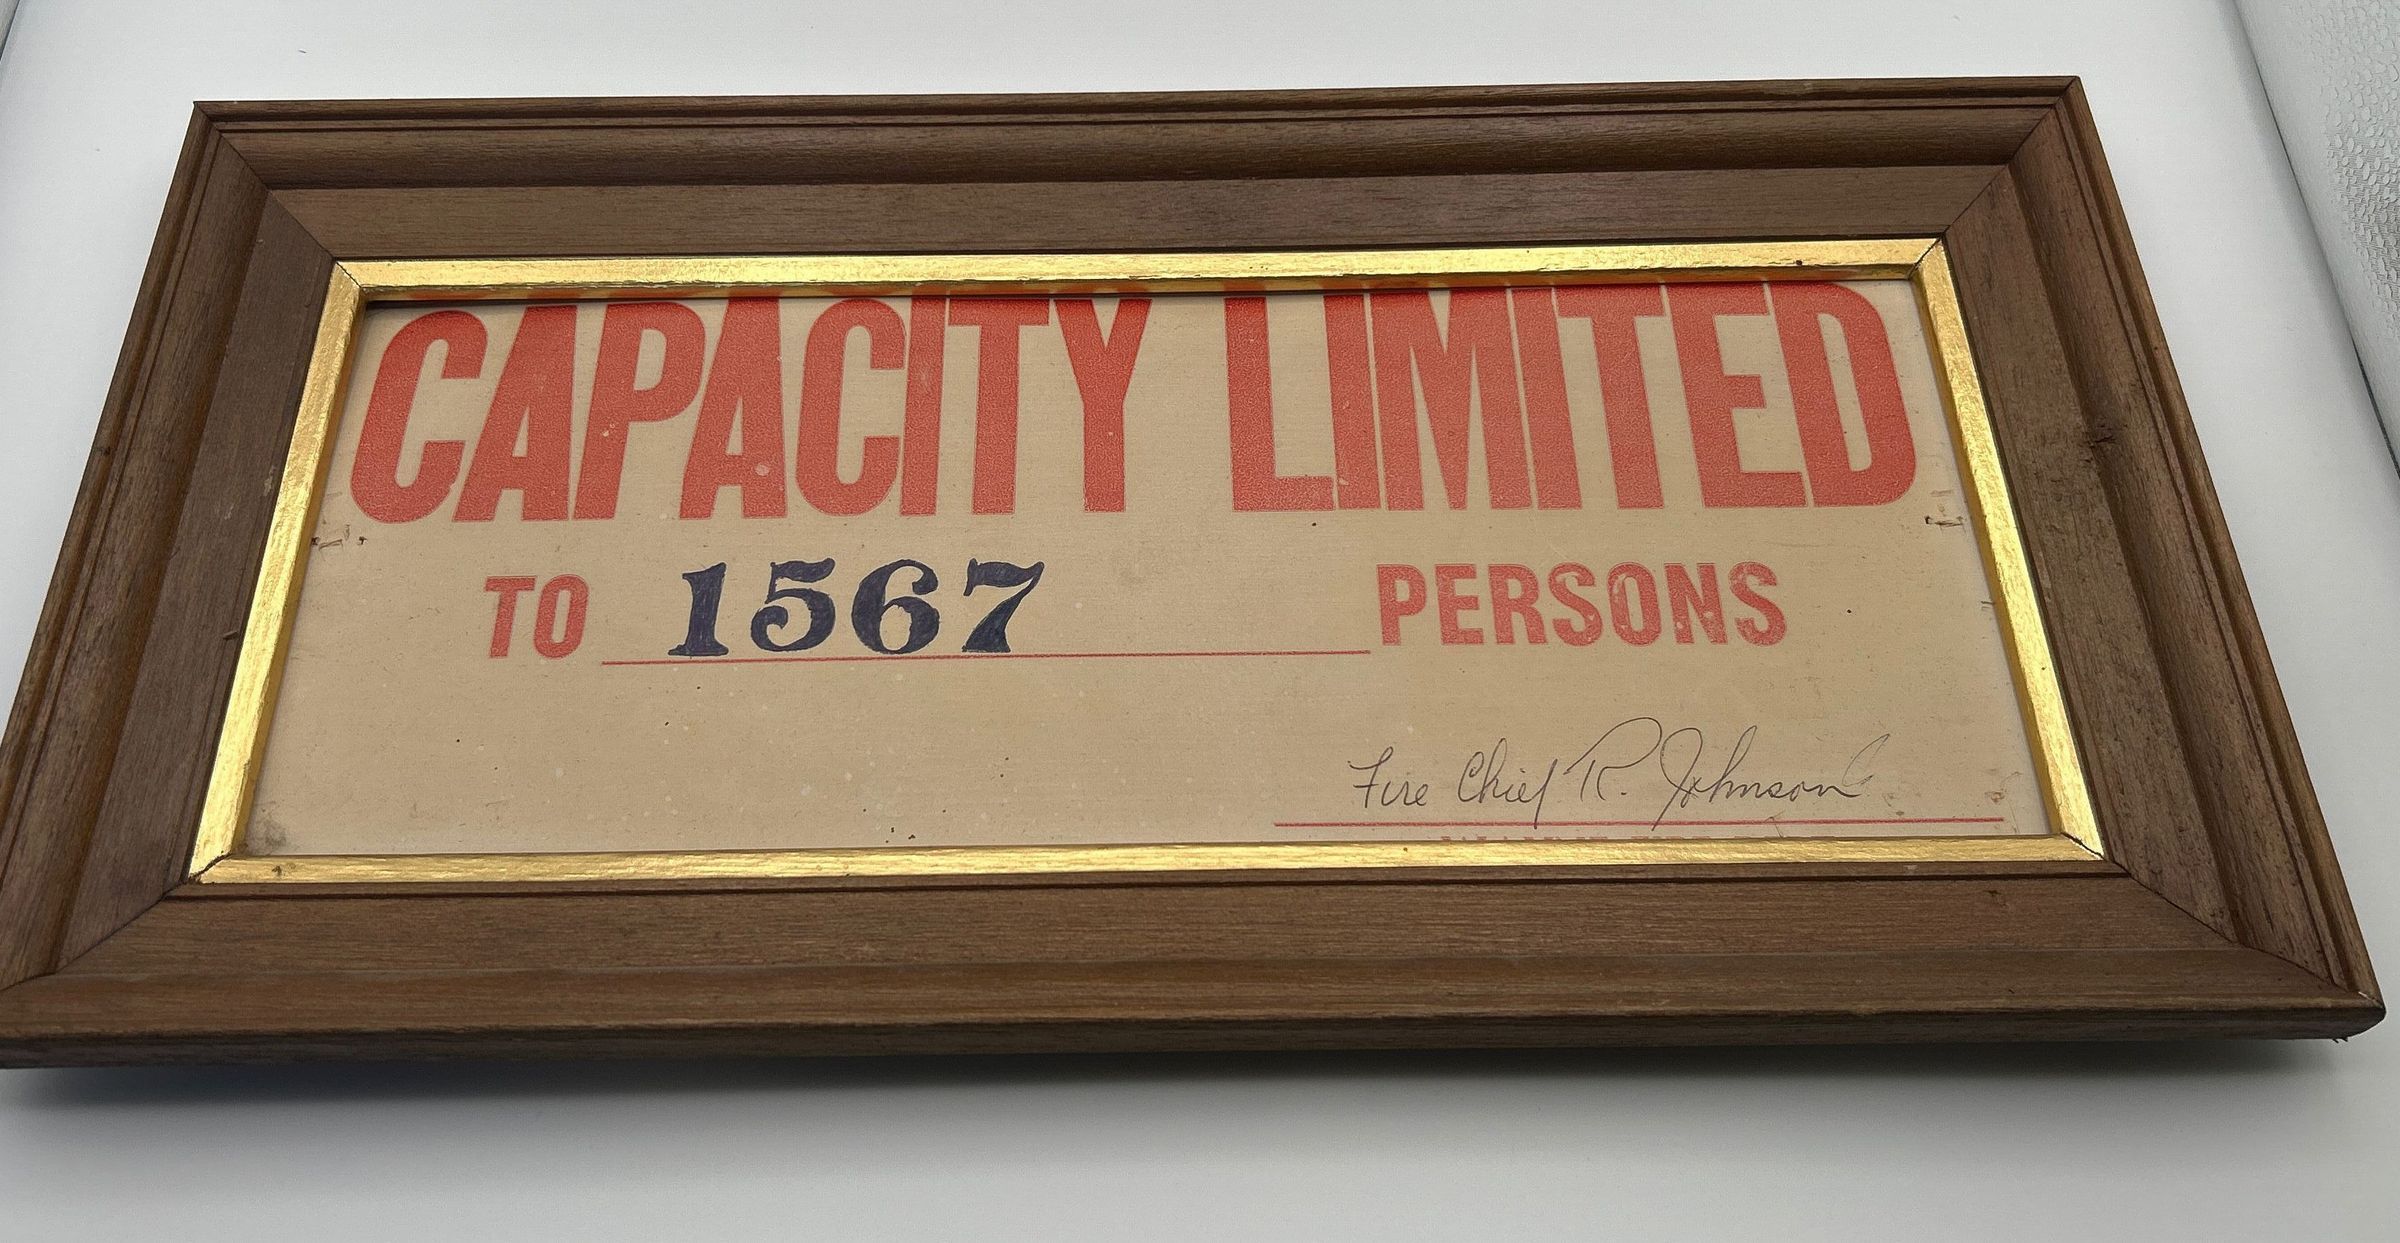 CAPACITY LIMITED
TO 1567 PERSONS
Fire Chief R. Johnson